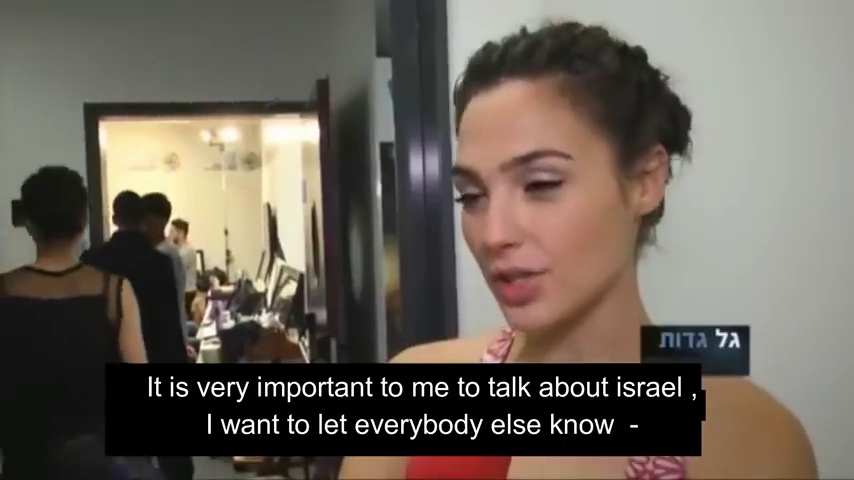 גל גדות
It is very important to me to talk about israel ,
I want to let everybody else know -